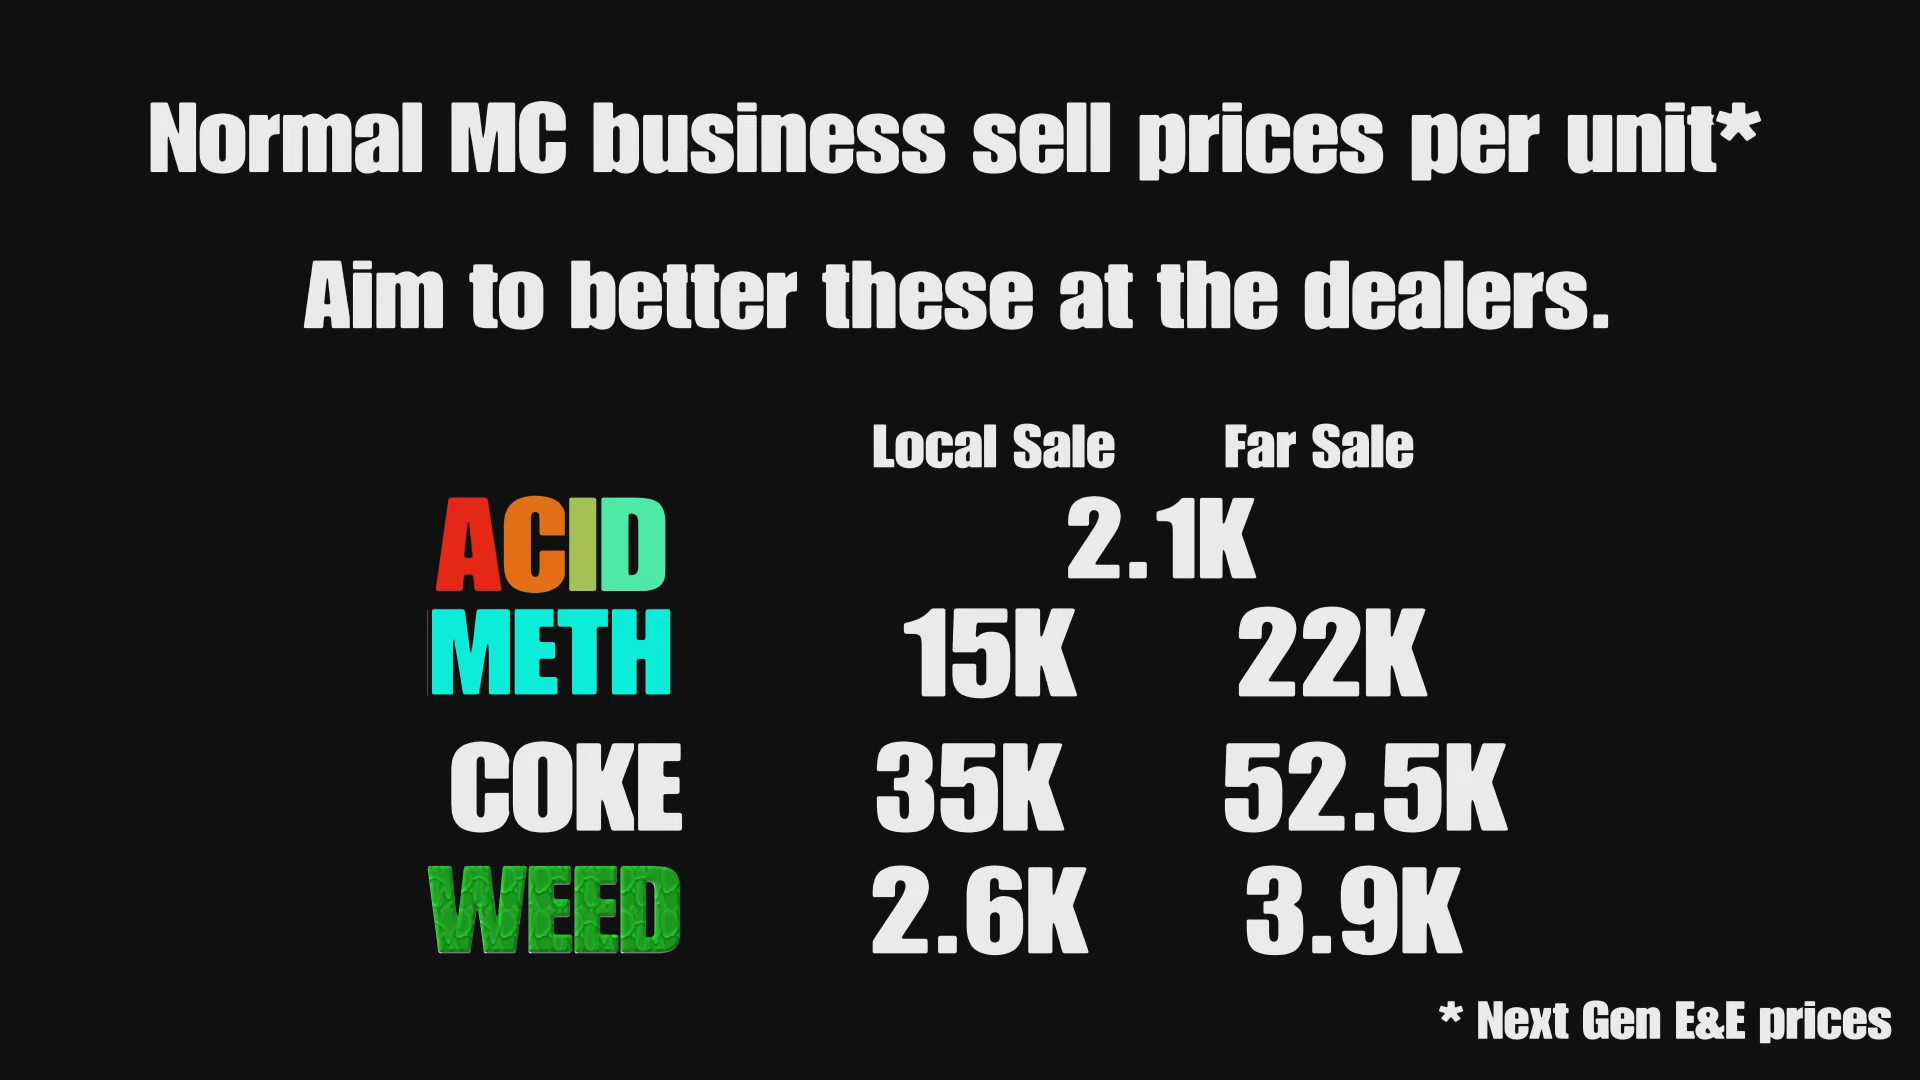 Normal MC business sell prices per unit*
Aim to better these at the dealers.
Local Sale Far Sale
ACID 2.1K
METH 15K 22K
COKE 35K 52.5K
WEED 2.6K 3.9K
* Next Gen E&E prices